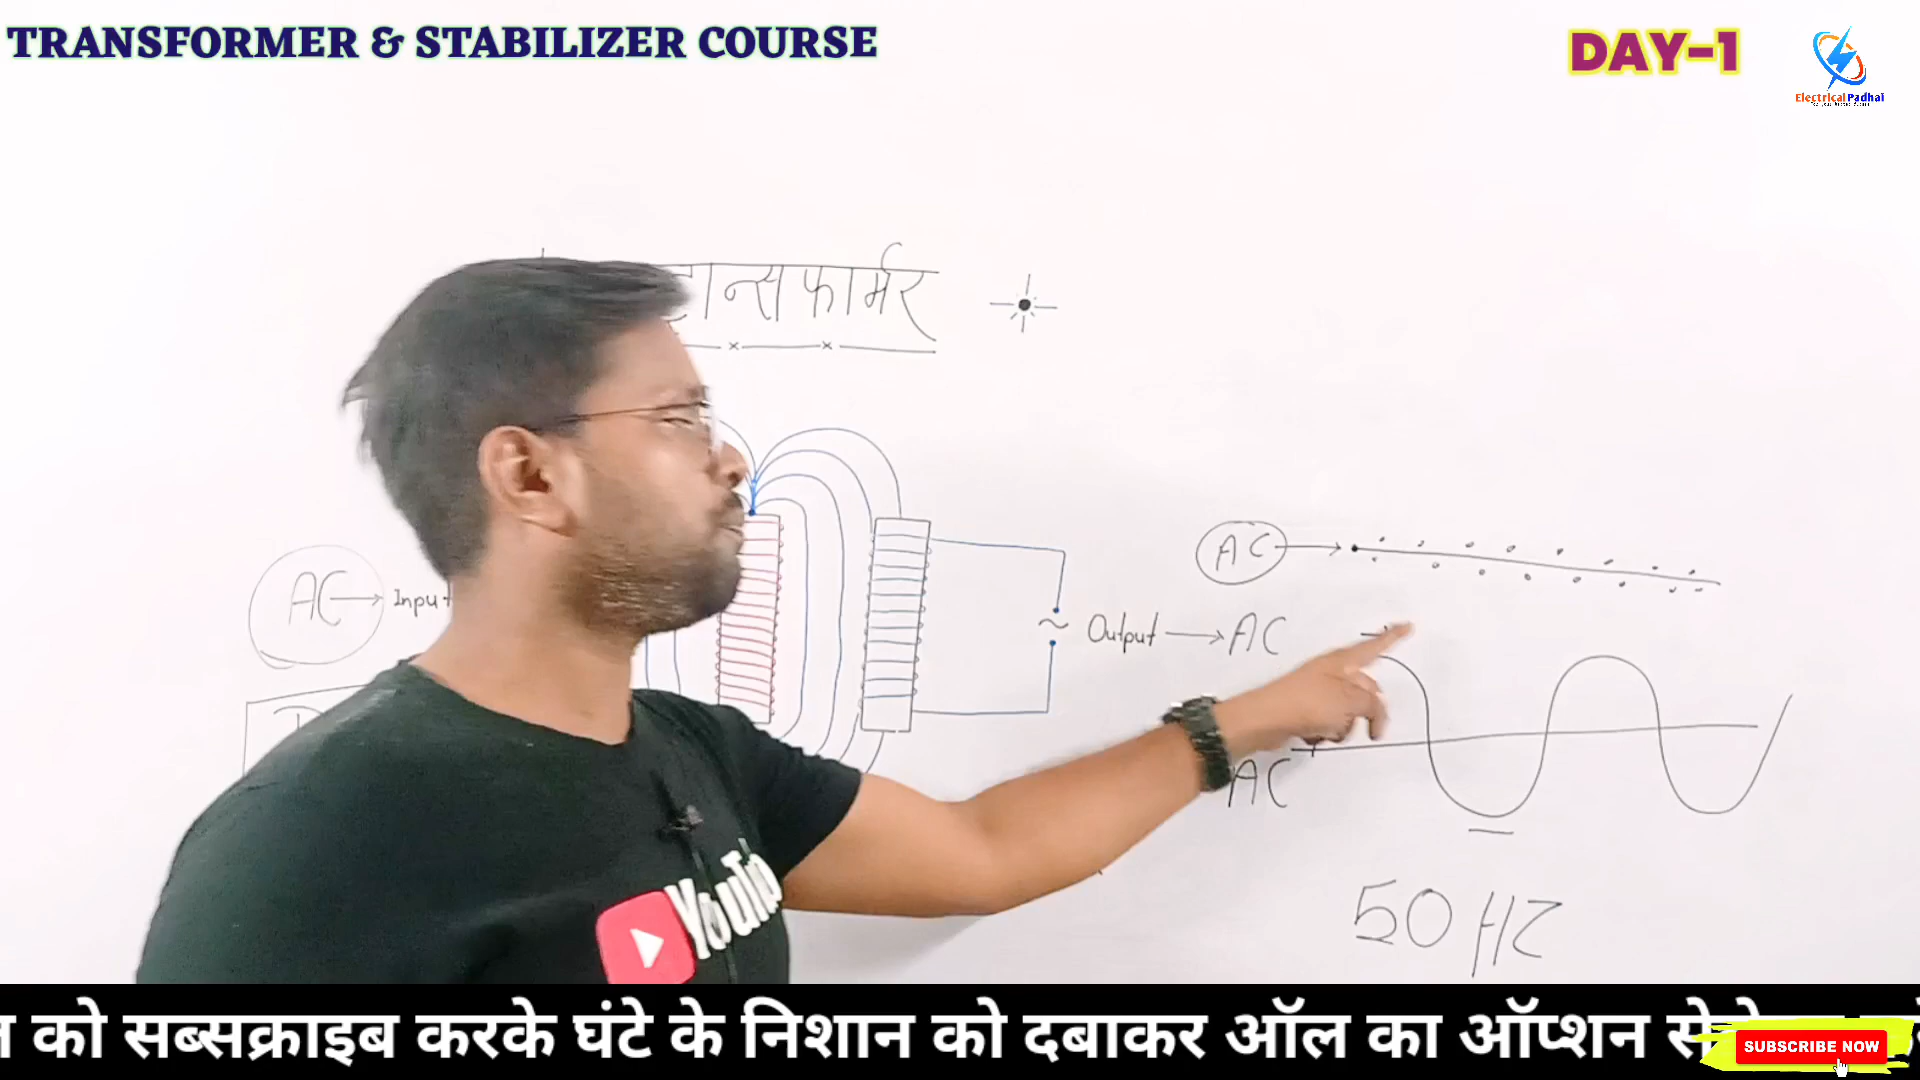 TRANSFORMER & STABILIZER COURSE
DAY-1
ElectricalPadhai
न्सफार्मर
AC
Input
Output
AC
AC
AC
50 HZ
YouTu
को सब्सक्राइब करके घंटे के निशान को दबाकर ऑल का ऑप्शन
SUBSCRIBE NOW